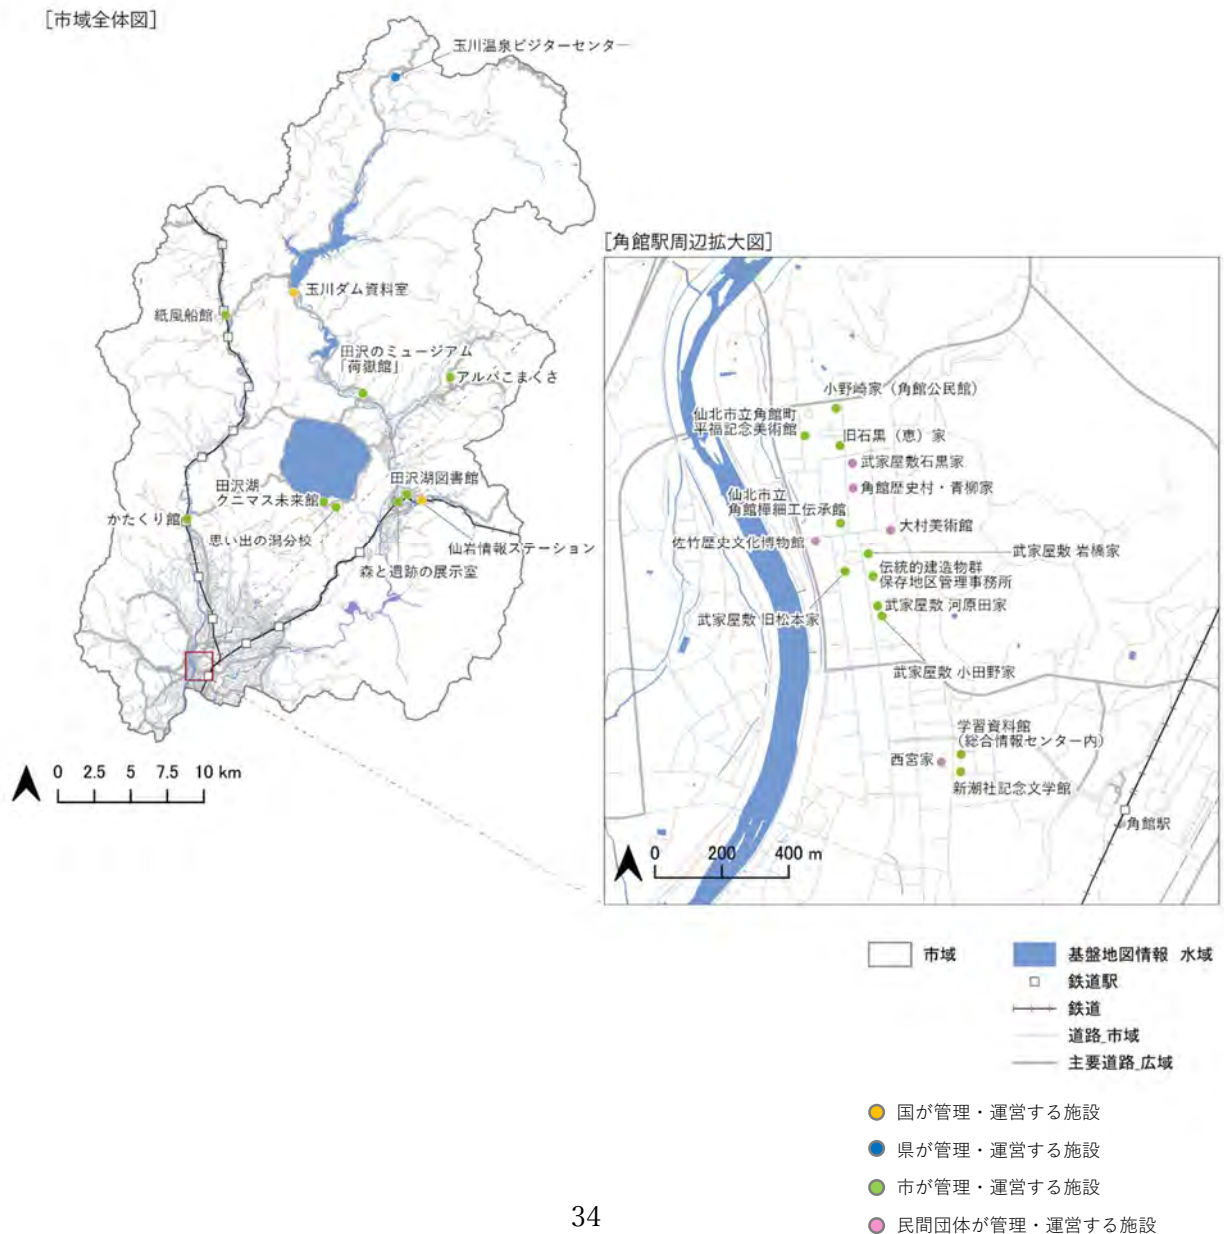 [市域全体図]
玉川温泉ビジターセンター
玉川ダム資料室
紙風船館
田沢のミュージアム
「荷嶽館」
アルパこまくさ
田沢湖
クニマス未来館
田沢湖図書館
かたくり館
思い出の潟分校
仙岩情報ステーション
森と遺跡の展示室
0 2.5 5 7.5 10 km
[角館駅周辺拡大図]
小野崎家（角館公民館）
仙北市立角館町
平福記念美術館
旧石黒（恵）家
武家屋敷石黒家
角館歴史村・青柳家
仙北市立
角館樺細工伝承館
大村美術館
佐竹歴史文化博物館
武家屋敷 岩橋家
伝統的建造物群
保存地区管理事務所
武家屋敷 河原田家
武家屋敷 旧松本家
武家屋敷 小田野家
学習資料館
（総合情報センター内）
西宮家
新潮社記念文学館
角館駅
0 200 400 m
市域
基盤地図情報 水域
鉄道駅
鉄道
道路_市域
主要道路_広域
国が管理・運営する施設
県が管理・運営する施設
市が管理・運営する施設
民間団体が管理・運営する施設
34